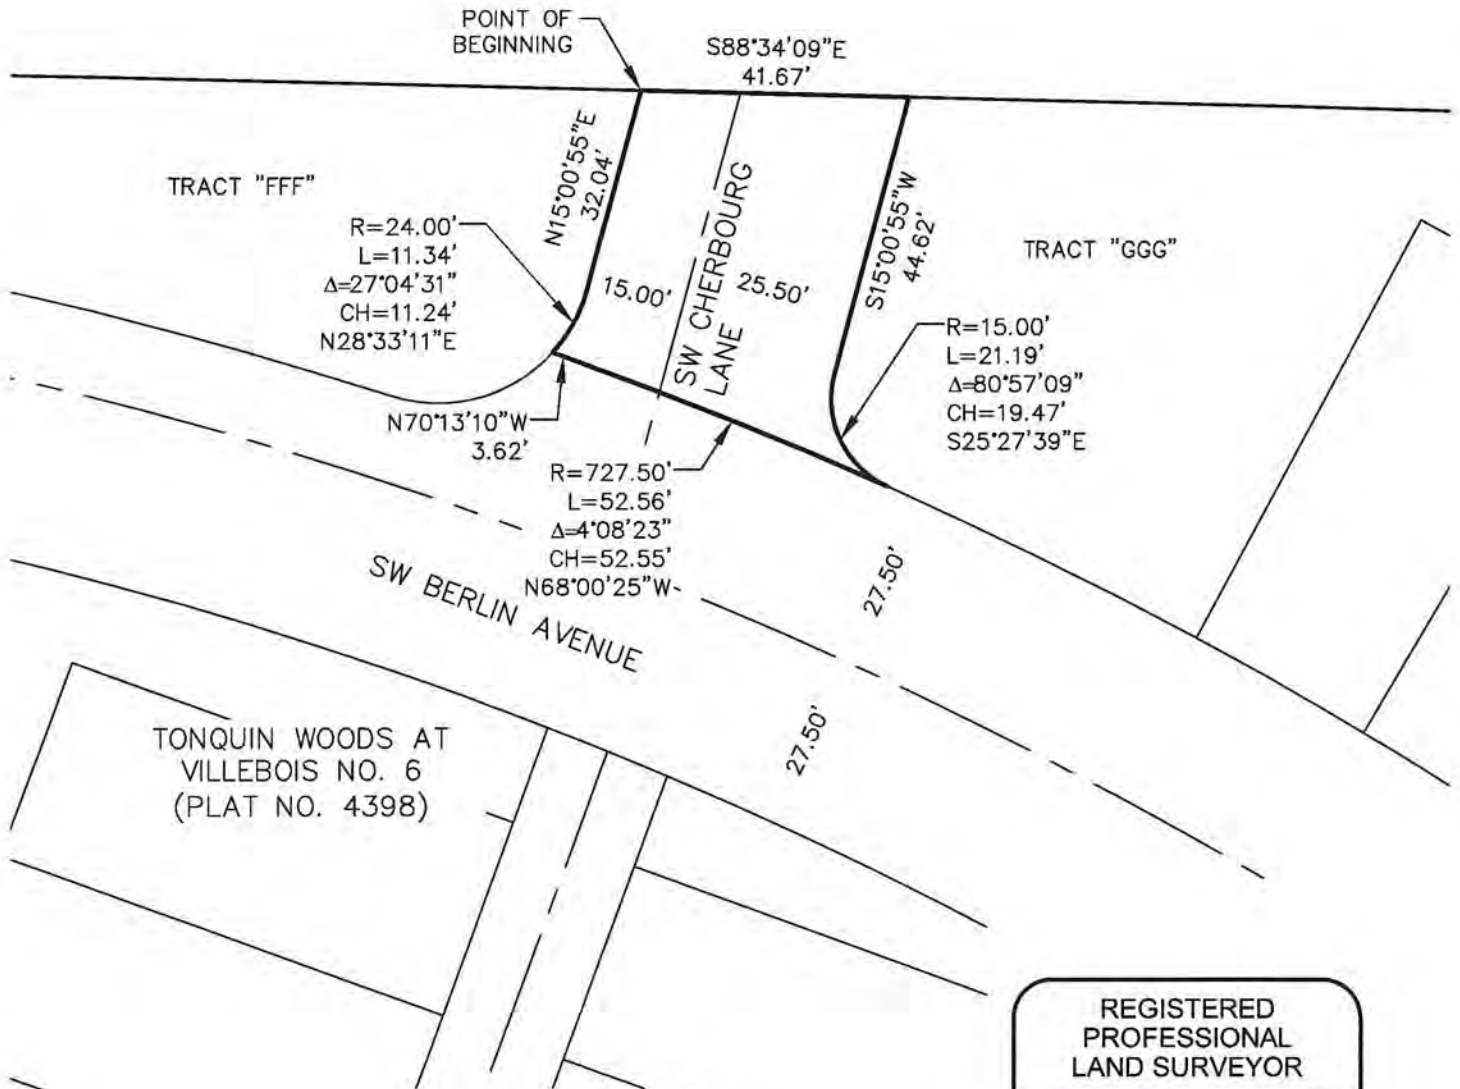 POINT OF
BEGINNING
S88°34'09"E
41.67'
N15°00'55"E
32.04'
TRACT "FFF"
R=24.00'
L=11.34'
Δ=27°04'31"
CH=11.24'
N28°33'11"E
15.00'
SW CHERBOURG
LANE
25.50'
S15°00'55"W
44.62'
TRACT "GGG"
R=15.00'
L=21.19'
Δ=80°57'09"
CH=19.47'
S25°27'39"E
N70°13'10"W
3.62'
R=727.50'
L=52.56'
Δ=4°08'23"
CH=52.55'
N68°00'25"W
SW BERLIN AVENUE
27.50'
27.50'
TONQUIN WOODS AT
VILLEBOIS NO. 6
(PLAT NO. 4398)
REGISTERED
PROFESSIONAL
LAND SURVEYOR